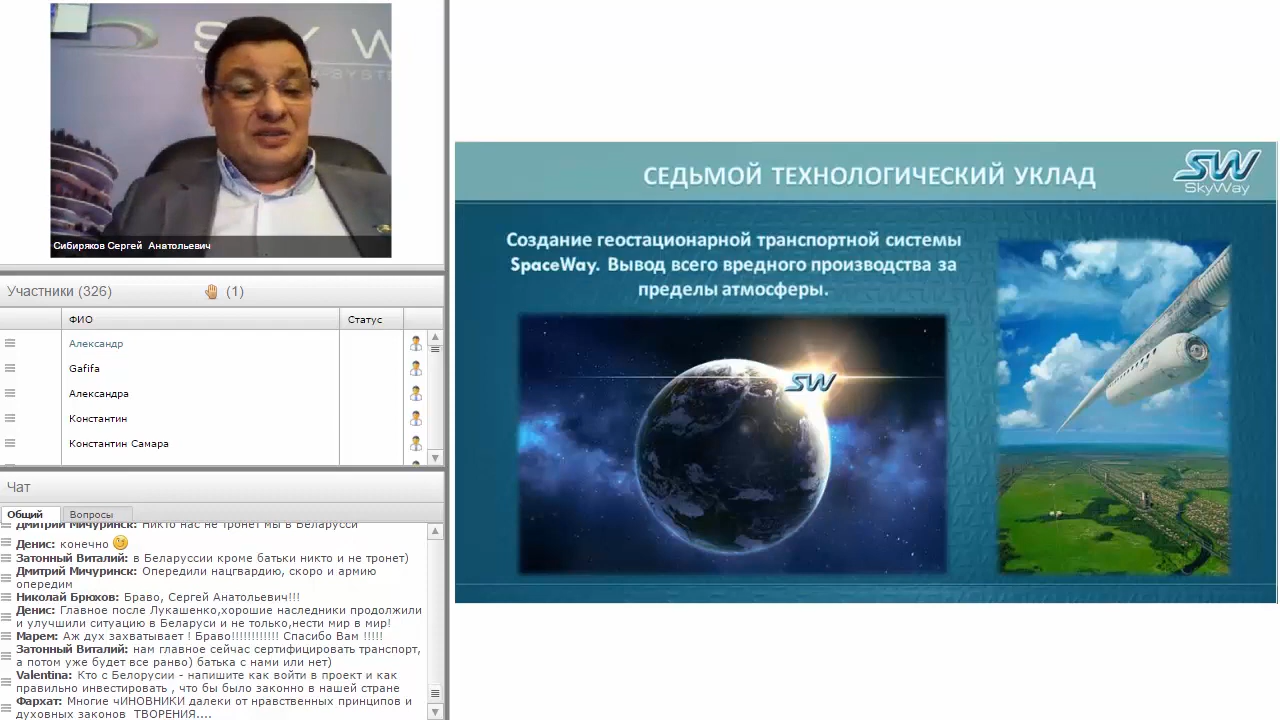 SKY W
Сибиряков Сергей Анатольевич
Участники (326)
(1)
ФИО
Статус
Александр
Gafifa
Александра
Константин
Константин Самара
Чат
Общий
Вопросы
Дмитрий Мичуринск: Никто нас не тронет мы в Беларусси
Денис: конечно
Затонный Виталий: в Беларуссии кроме батьки никто и не тронет)
Дмитрий Мичуринск: Опередили нацгвардию, скоро и армию
опередим
Николай Брюхов: Браво, Сергей Анатольевич!!!
Денис: Главное после Лукашенко,хорошие наследники продолжили
и улучшили ситуацию в Беларуси и не только,нести мир в мир!
Марем: Аж дух захватывает ! Браво!!!!!!!!!!!! Спасибо Вам !!!!!
Затонный Виталий: нам главное сейчас сертифицировать транспорт,
а потом уже будет все ранво) батька с нами или нет)
Valentina: Кто с Белорусии - напишите как войти в проект и как
правильно инвестировать , что бы было законно в нашей стране
Фархат: Многие чИНОВНИКИ далеки от нравственных принципов и
духовных законов ТВОРЕНИЯ....
СЕДЬМОЙ ТЕХНОЛОГИЧЕСКИЙ УКЛАД
SW
SkyWay
Создание геостационарной транспортной системы
SpaceWay. Вывод всего вредного производства за
пределы атмосферы.
SW